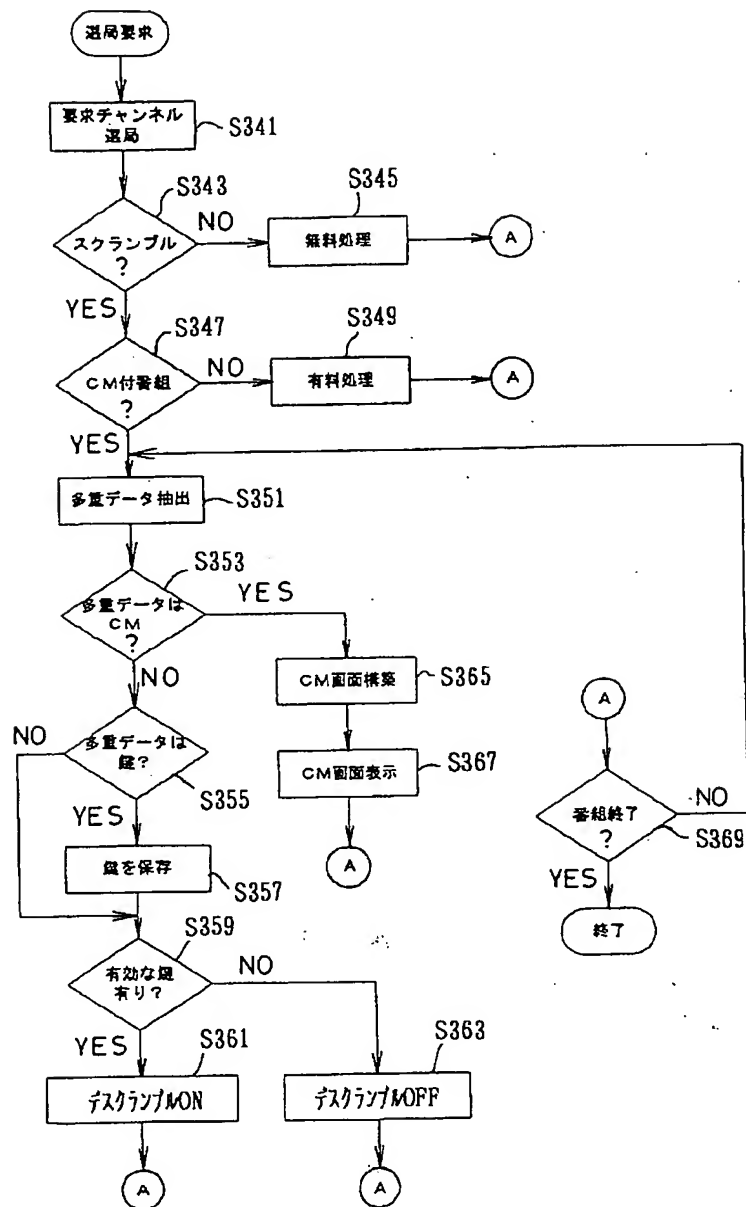 選局要求
要求チャンネル
選局
S341
S343
スクランブル
?
NO
S345
無料処理
A
YES
S347
CM付番組
?
NO
S349
有料処理
A
YES
多重データ抽出
S351
S353
多重データは
CM
?
YES
NO
CM画面構築
S365
CM画面表示
S367
A
NO
多重データは
鍵?
S355
YES
鍵を保存
S357
S359
有効な鍵
有り?
NO
YES
S361
デスクランブルON
A
S363
デスクランブルOFF
A
A
番組終了
?
NO
S369
YES
終了